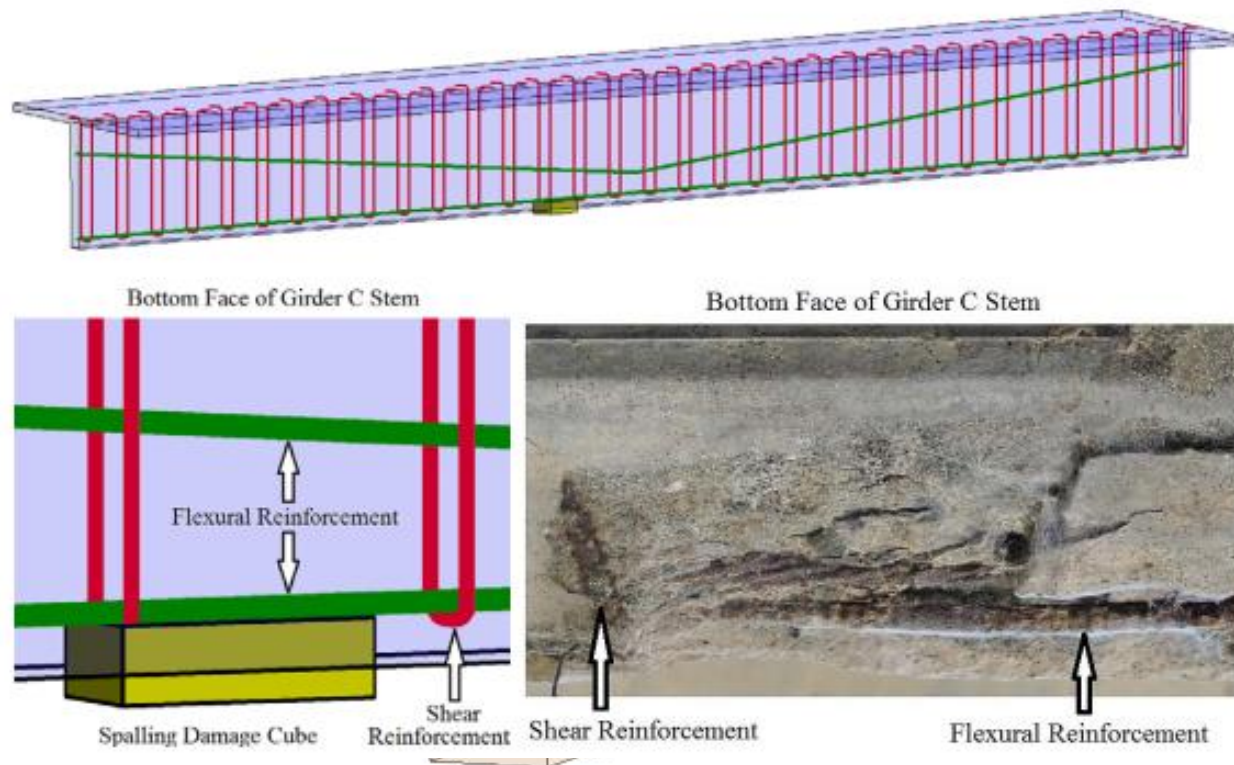 Bottom Face of Girder C Stem
Bottom Face of Girder C Stem
Flexural Reinforcement
Spalling Damage Cube
Shear
Reinforcement
Shear Reinforcement
Flexural Reinforcement